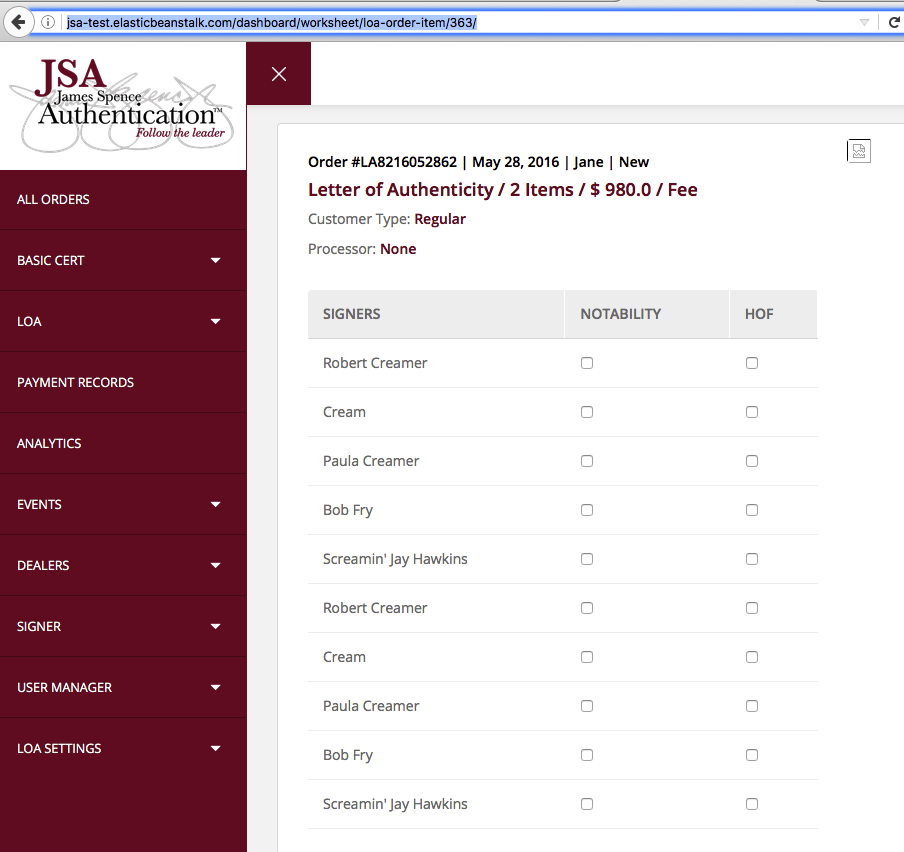 jsa-test.elasticbeanstalk.com/dashboard/worksheet/loa-order-item/363/
JSA
James Spence
Authentication™
Follow the leader
ALL ORDERS
BASIC CERT
LOA
PAYMENT RECORDS
ANALYTICS
EVENTS
DEALERS
SIGNER
USER MANAGER
LOA SETTINGS
Order #LA8216052862 | May 28, 2016 | Jane | New
Letter of Authenticity / 2 Items / $ 980.0 / Fee
Customer Type: Regular
Processor: None
SIGNERS NOTABILITY HOF
Robert Creamer
Cream
Paula Creamer
Bob Fry
Screamin' Jay Hawkins
Robert Creamer
Cream
Paula Creamer
Bob Fry
Screamin' Jay Hawkins